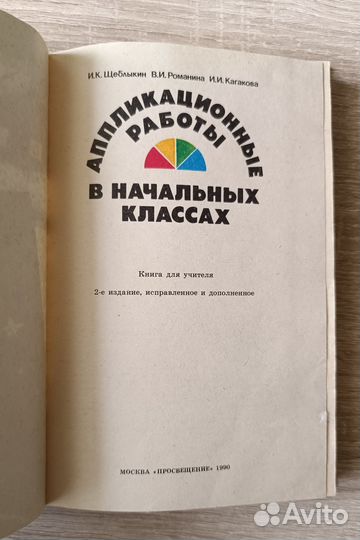 И.К. Щеблыкин В.И. Романина И.И. Кагакова
АППЛИКАЦИОННЫЕ
РАБОТЫ
В НАЧАЛЬНЫХ
КЛАССАХ
Книга для учителя
2-е издание, исправленное и дополненное
МОСКВА «ПРОСВЕЩЕНИЕ» 1990
Avito